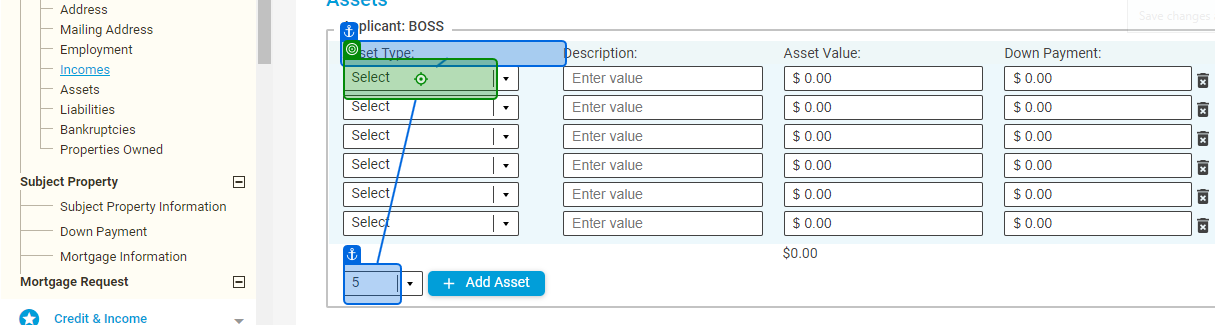 Assets
Address
Mailing Address
Employment
Incomes
Assets
Liabilities
Bankruptcies
Properties Owned
Subject Property
Subject Property Information
Down Payment
Mortgage Information
Mortgage Request
Credit & Income
Save changes
plicant: BOSS
set Type: Description: Asset Value: Down Payment:
Select Enter value $ 0.00 $ 0.00
Select Enter value $ 0.00 $ 0.00
Select Enter value $ 0.00 $ 0.00
Select Enter value $ 0.00 $ 0.00
Select Enter value $ 0.00 $ 0.00
Select Enter value $ 0.00 $ 0.00
$0.00
5 + Add Asset